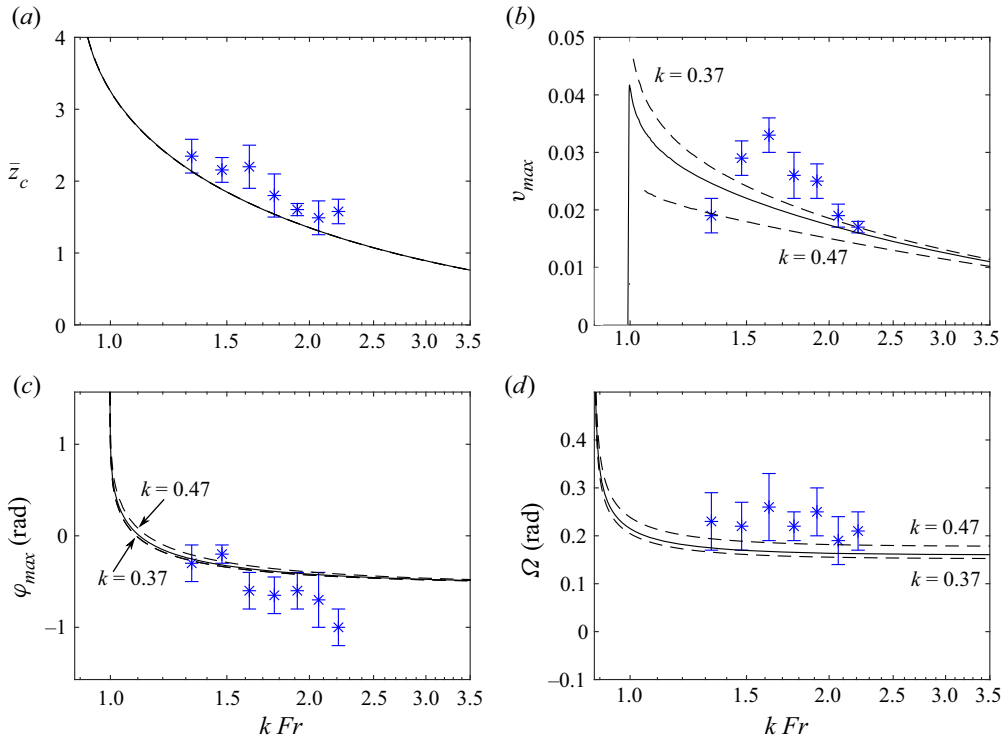 (a)
4
3
2
1
0
z̄c
1.0 1.5 2.0 2.5 3.0 3.5
(b)
0.05
0.04
0.03
0.02
0.01
0
vmax
k = 0.37
k = 0.47
1.0 1.5 2.0 2.5 3.0 3.5
(c)
1
0
–1
φmax (rad)
k = 0.47
k = 0.37
1.0 1.5 2.0 2.5 3.0 3.5
k Fr
(d)
0.4
0.3
0.2
0.1
0
–0.1
Ω (rad)
k = 0.47
k = 0.37
1.0 1.5 2.0 2.5 3.0 3.5
k Fr